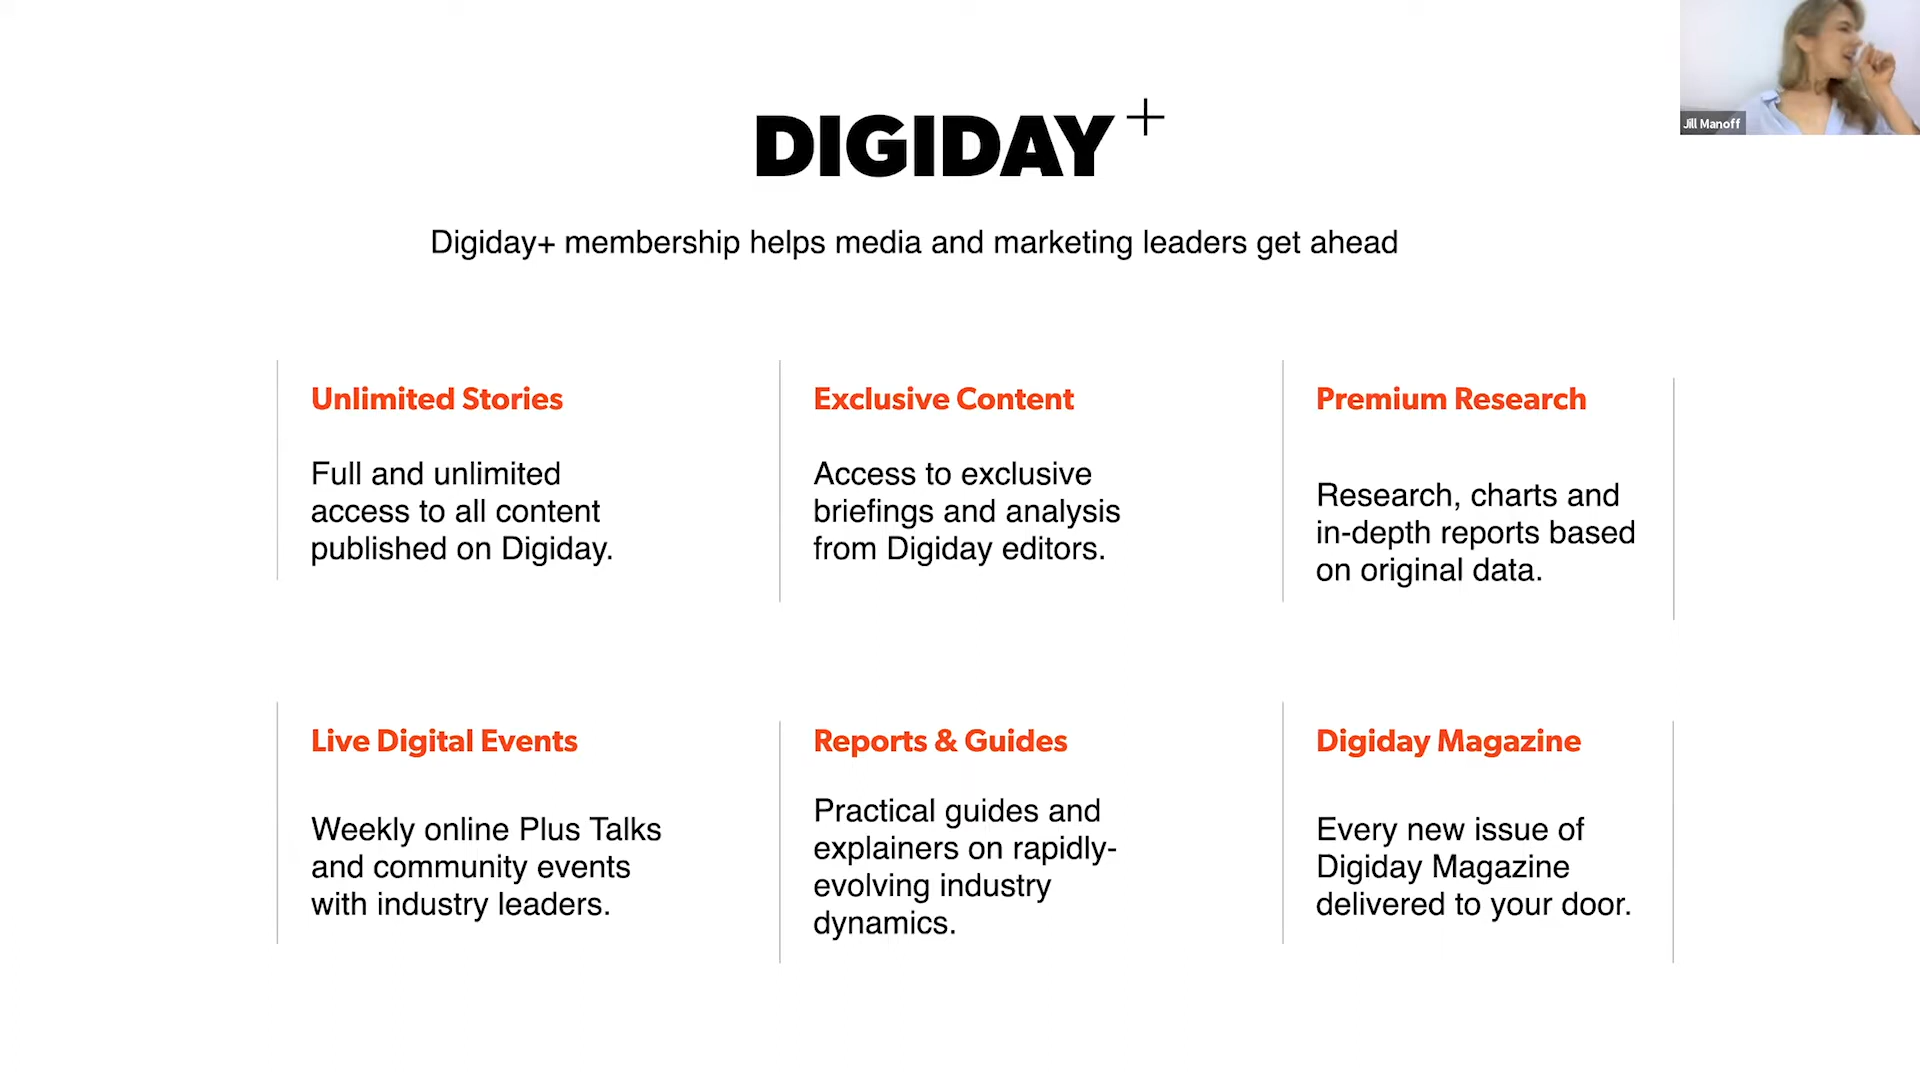 Jill Manoff
DIGIDAY+
Digiday+ membership helps media and marketing leaders get ahead
Unlimited Stories
Full and unlimited
access to all content
published on Digiday.
Exclusive Content
Access to exclusive
briefings and analysis
from Digiday editors.
Premium Research
Research, charts and
in-depth reports based
on original data.
Live Digital Events
Weekly online Plus Talks
and community events
with industry leaders.
Reports & Guides
Practical guides and
explainers on rapidly-
evolving industry
dynamics.
Digiday Magazine
Every new issue of
Digiday Magazine
delivered to your door.